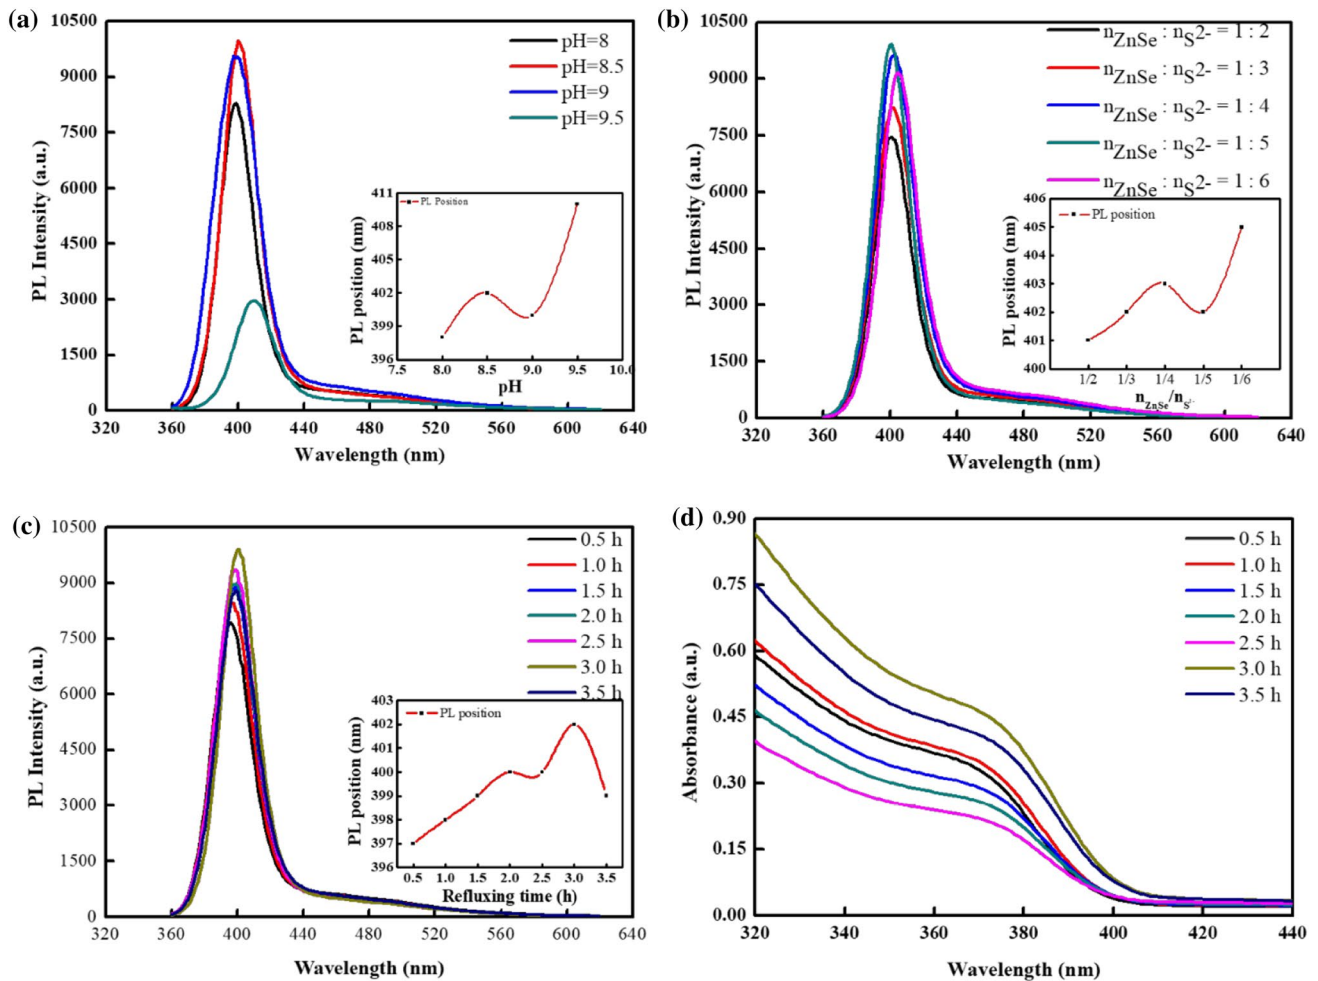 (a)
10500
9000
7500
6000
4500
3000
1500
0
PL Intensity (a.u.)
320 360 400 440 480 520 560 600 640
Wavelength (nm)
pH=8
pH=8.5
pH=9
pH=9.5
411
408
405
402
399
396
PL position (nm)
PL Position
7.5 8.0 8.5 9.0 9.5 10.0
pH
(b)
10500
9000
7500
6000
4500
3000
1500
0
PL Intensity (a.u.)
320 360 400 440 480 520 560 600 640
Wavelength (nm)
nZnSe : nS2- = 1 : 2
nZnSe : nS2- = 1 : 3
nZnSe : nS2- = 1 : 4
nZnSe : nS2- = 1 : 5
nZnSe : nS2- = 1 : 6
406
405
404
403
402
401
400
PL position (nm)
PL position
1/2 1/3 1/4 1/5 1/6
nZnSe/nS2-
(c)
10500
9000
7500
6000
4500
3000
1500
0
PL Intensity (a.u.)
320 360 400 440 480 520 560 600 640
Wavelength (nm)
0.5 h
1.0 h
1.5 h
2.0 h
2.5 h
3.0 h
3.5 h
403
402
401
400
399
398
397
396
PL position (nm)
PL position
0.5 1.0 1.5 2.0 2.5 3.0 3.5
Refluxing time (h)
(d)
0.90
0.75
0.60
0.45
0.30
0.15
0.00
Absorbance (a.u.)
320 340 360 380 400 420 440
Wavelength (nm)
0.5 h
1.0 h
1.5 h
2.0 h
2.5 h
3.0 h
3.5 h